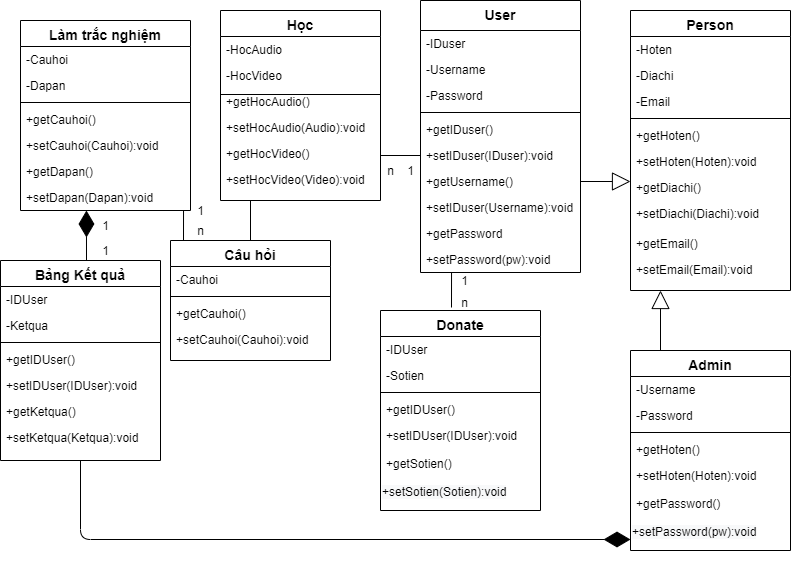 Làm trắc nghiệm
-Cauhoi
-Dapan
+getCauhoi()
+setCauhoi(Cauhoi):void
+getDapan()
+setDapan(Dapan):void
Học
-HocAudio
-HocVideo
+getHocAudio()
+setHocAudio(Audio):void
+getHocVideo()
+setHocVideo(Video):void
User
-IDuser
-Username
-Password
+getIDuser()
+setIDuser(IDuser):void
+getUsername()
+setIDuser(Username):void
+getPassword
+setPassword(pw):void
Person
-Hoten
-Diachi
-Email
+getHoten()
+setHoten(Hoten):void
+getDiachi()
+setDiachi(Diachi):void
+getEmail()
+setEmail(Email):void
n 1
1
1
1
n
1
n
Bảng Kết quả
-IDUser
-Ketqua
+getIDUser()
+setIDUser(IDUser):void
+getKetqua()
+setKetqua(Ketqua):void
Câu hỏi
-Cauhoi
+getCauhoi()
+setCauhoi(Cauhoi):void
Donate
-IDUser
-Sotien
+getIDUser()
+setIDUser(IDUser):void
+getSotien()
+setSotien(Sotien):void
Admin
-Username
-Password
+getHoten()
+setHoten(Hoten):void
+getPassword()
+setPassword(pw):void